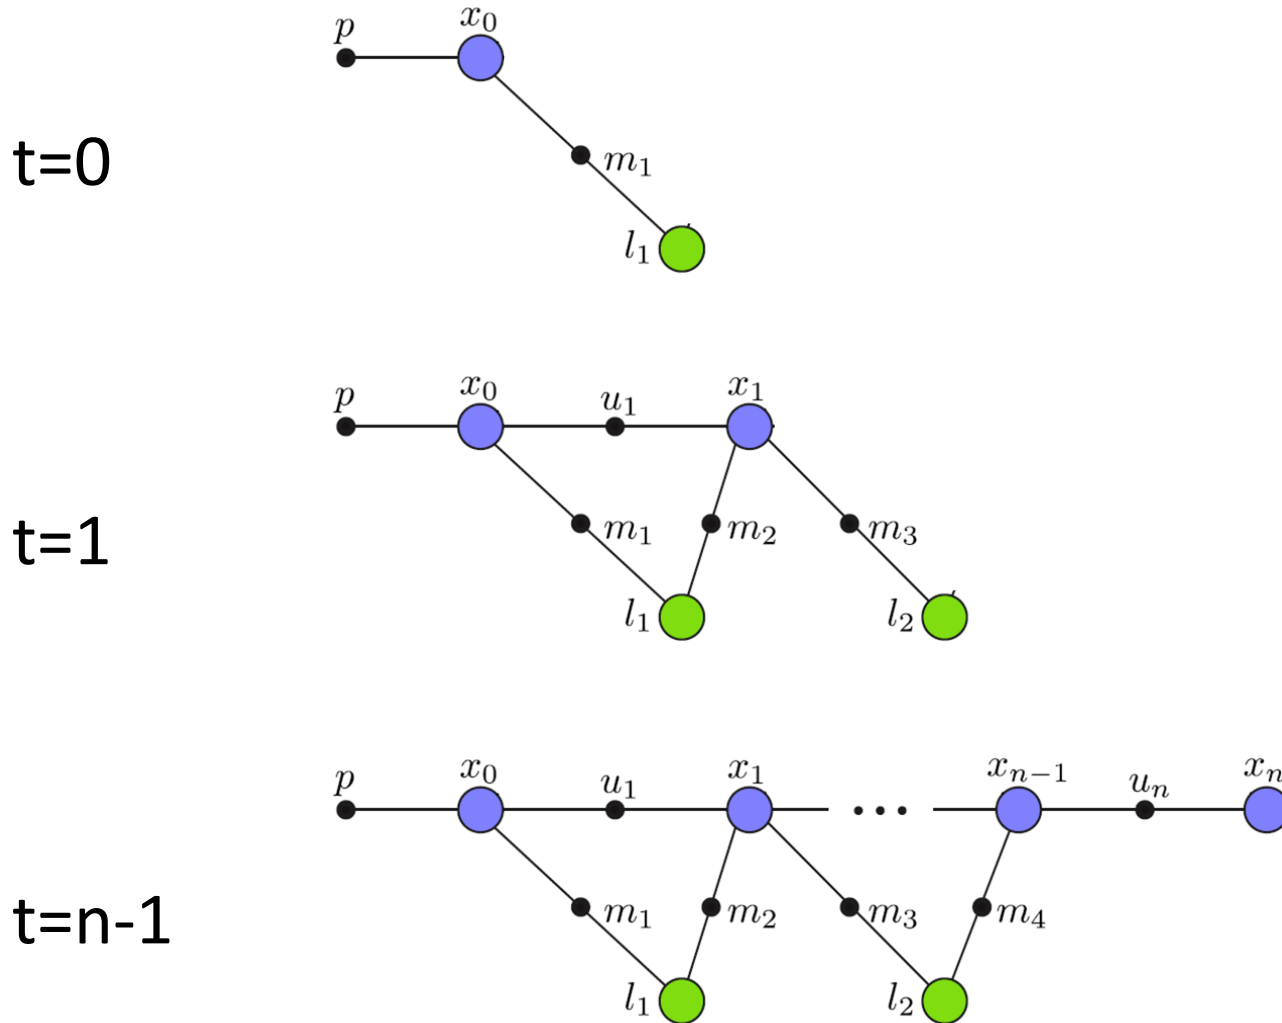 p x₀
t=0
m₁
l₁
p x₀ u₁ x₁
t=1
m₁ m₂ m₃
l₁ l₂
p x₀ u₁ x₁ ... xₙ₋₁ uₙ xₙ
t=n-1
m₁ m₂ m₃ m₄
l₁ l₂